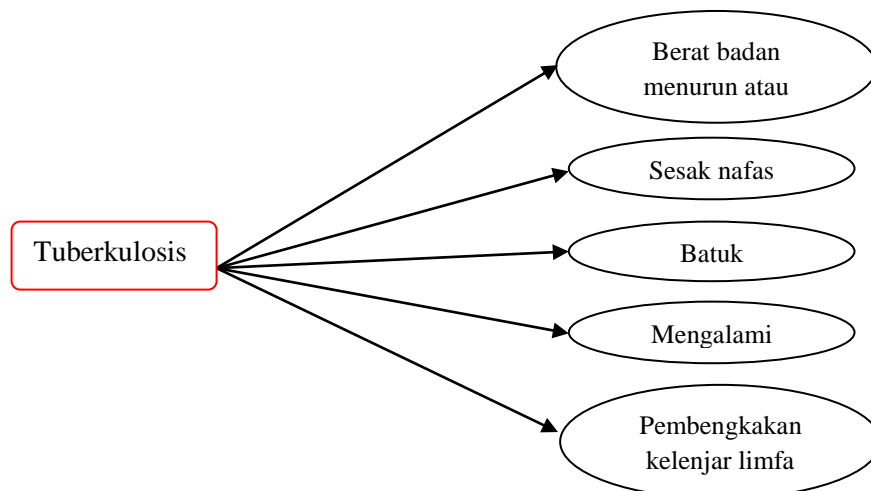 Berat badan
menurun atau
Sesak nafas
Tuberkulosis
Batuk
Mengalami
Pembengkakan
kelenjar limfa